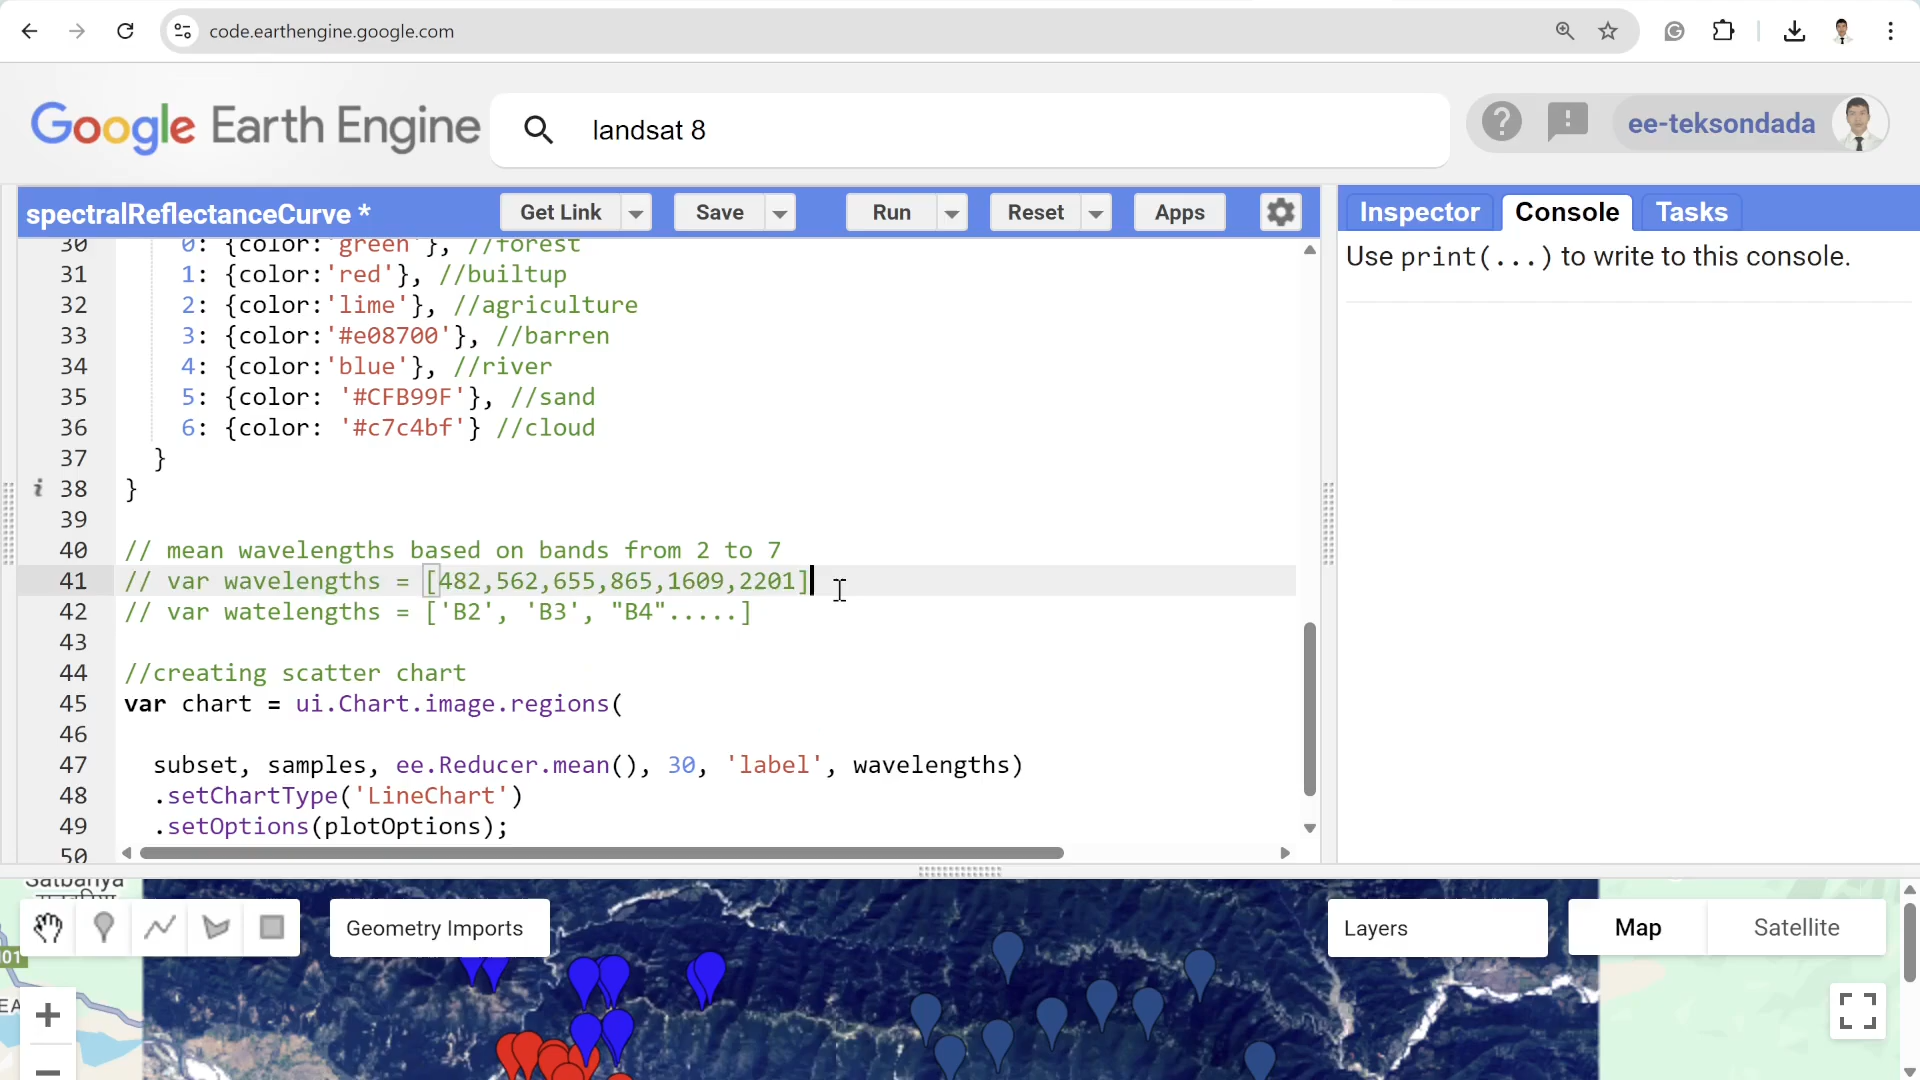 code.earthengine.google.com
Google Earth Engine
landsat 8
ee-teksondada
spectralReflectanceCurve *
Get Link
Save
Run
Reset
Apps
Inspector
Console
Tasks
Use print(...) to write to this console.
30 0: {color:'green'}, //forest
31 1: {color:'red'}, //builtup
32 2: {color:'lime'}, //agriculture
33 3: {color:'#e08700'}, //barren
34 4: {color:'blue'}, //river
35 5: {color: '#CFB99F'}, //sand
36 6: {color: '#c7c4bf'} //cloud
37 }
i 38 }
39
40 // mean wavelengths based on bands from 2 to 7
41 // var wavelengths = [482,562,655,865,1609,2201]
42 // var watelengths = ['B2', 'B3', "B4".....]
43
44 //creating scatter chart
45 var chart = ui.Chart.image.regions(
46
47 subset, samples, ee.Reducer.mean(), 30, 'label', wavelengths)
48 .setChartType('LineChart')
49 .setOptions(plotOptions);
50
Satbanya
Geometry Imports
Layers
Map
Satellite